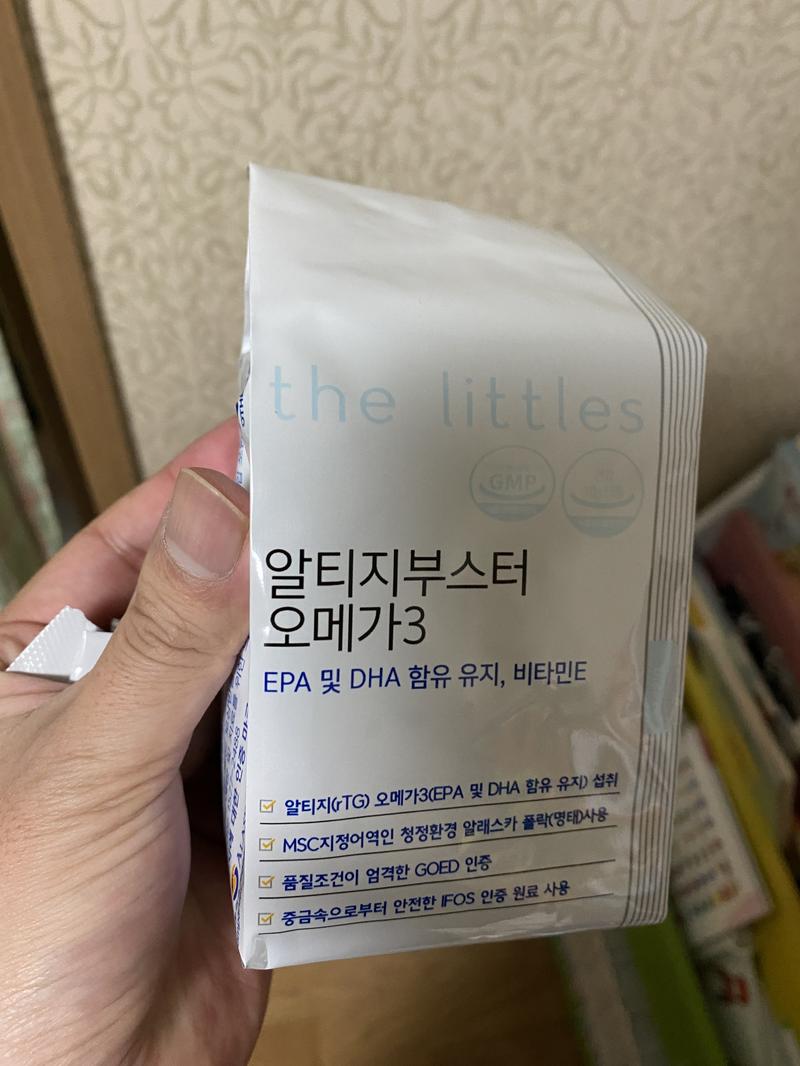 the littles
GMP
알티지부스터
오메가3
EPA 및 DHA 함유 유지, 비타민E
알티지(rTG) 오메가3(EPA 및 DHA 함유 유지) 섭취
MSC지정어역인 청정환경 알래스카 폴락(명태)사용
품질조건이 엄격한 GOED 인증
중금속으로부터 안전한 IFOS 인증 원료 사용